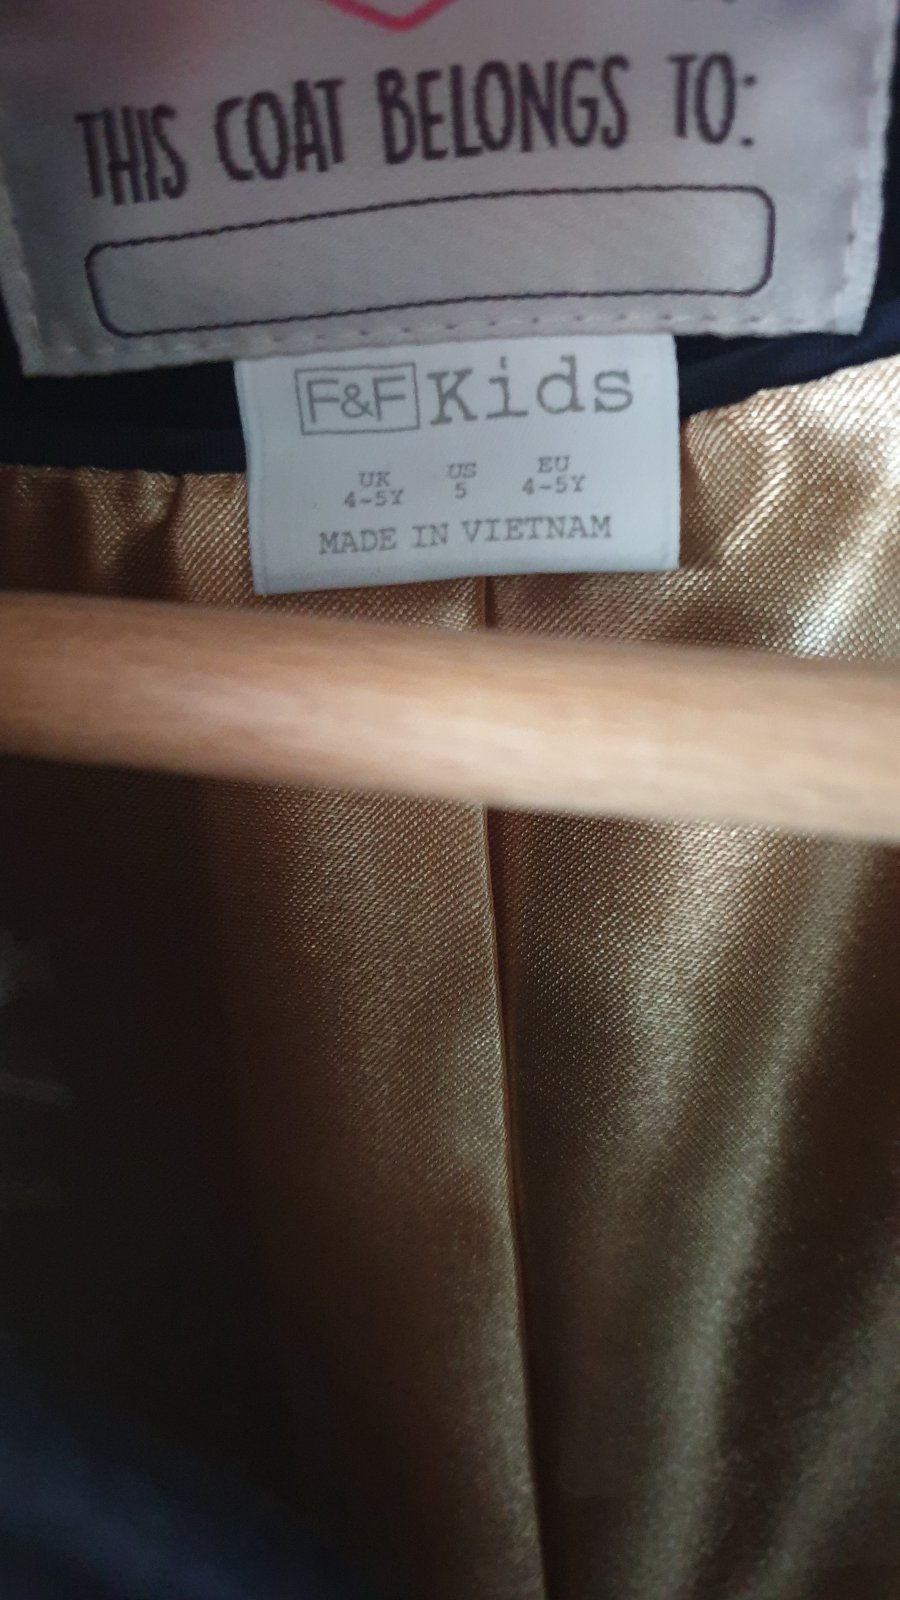 THIS COAT BELONGS TO:
F&F Kids
UK US EU
4-5Y 5 4-5Y
MADE IN VIETNAM